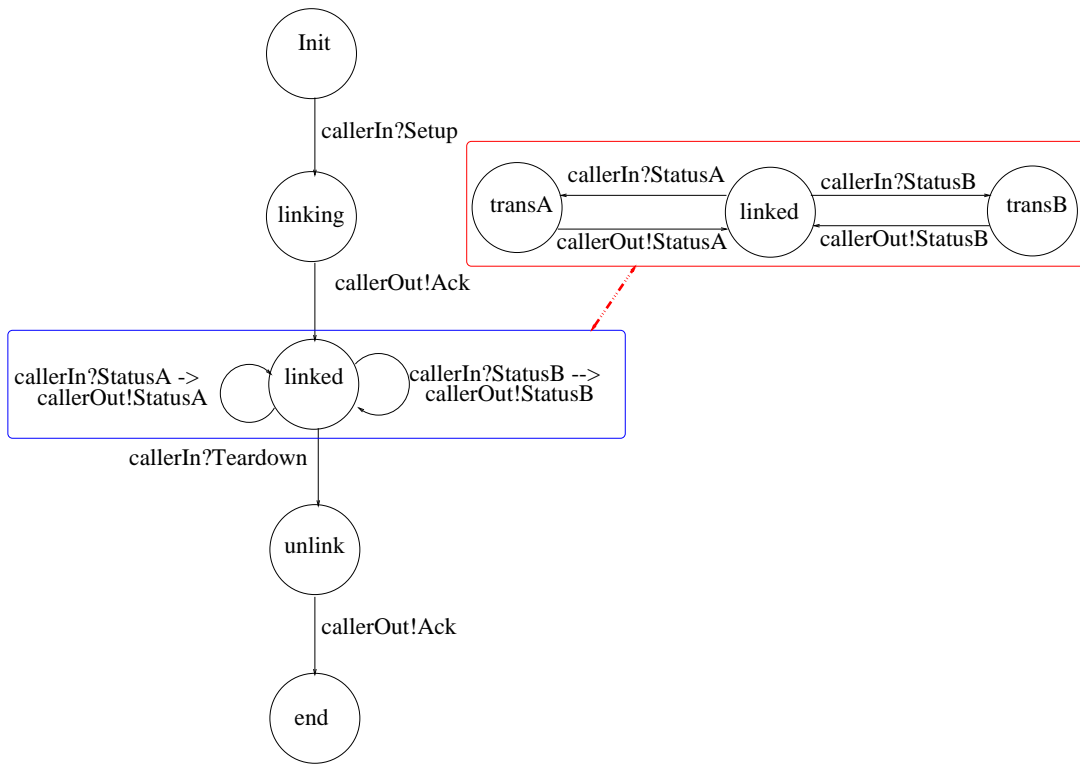 Init
callerIn?Setup
linking
callerOut!Ack
callerIn?StatusA
callerIn?StatusB
transA
linked
transB
callerOut!StatusA
callerOut!StatusB
callerIn?StatusA ->
callerOut!StatusA
linked
callerIn?StatusB -->
callerOut!StatusB
callerIn?Teardown
unlink
callerOut!Ack
end